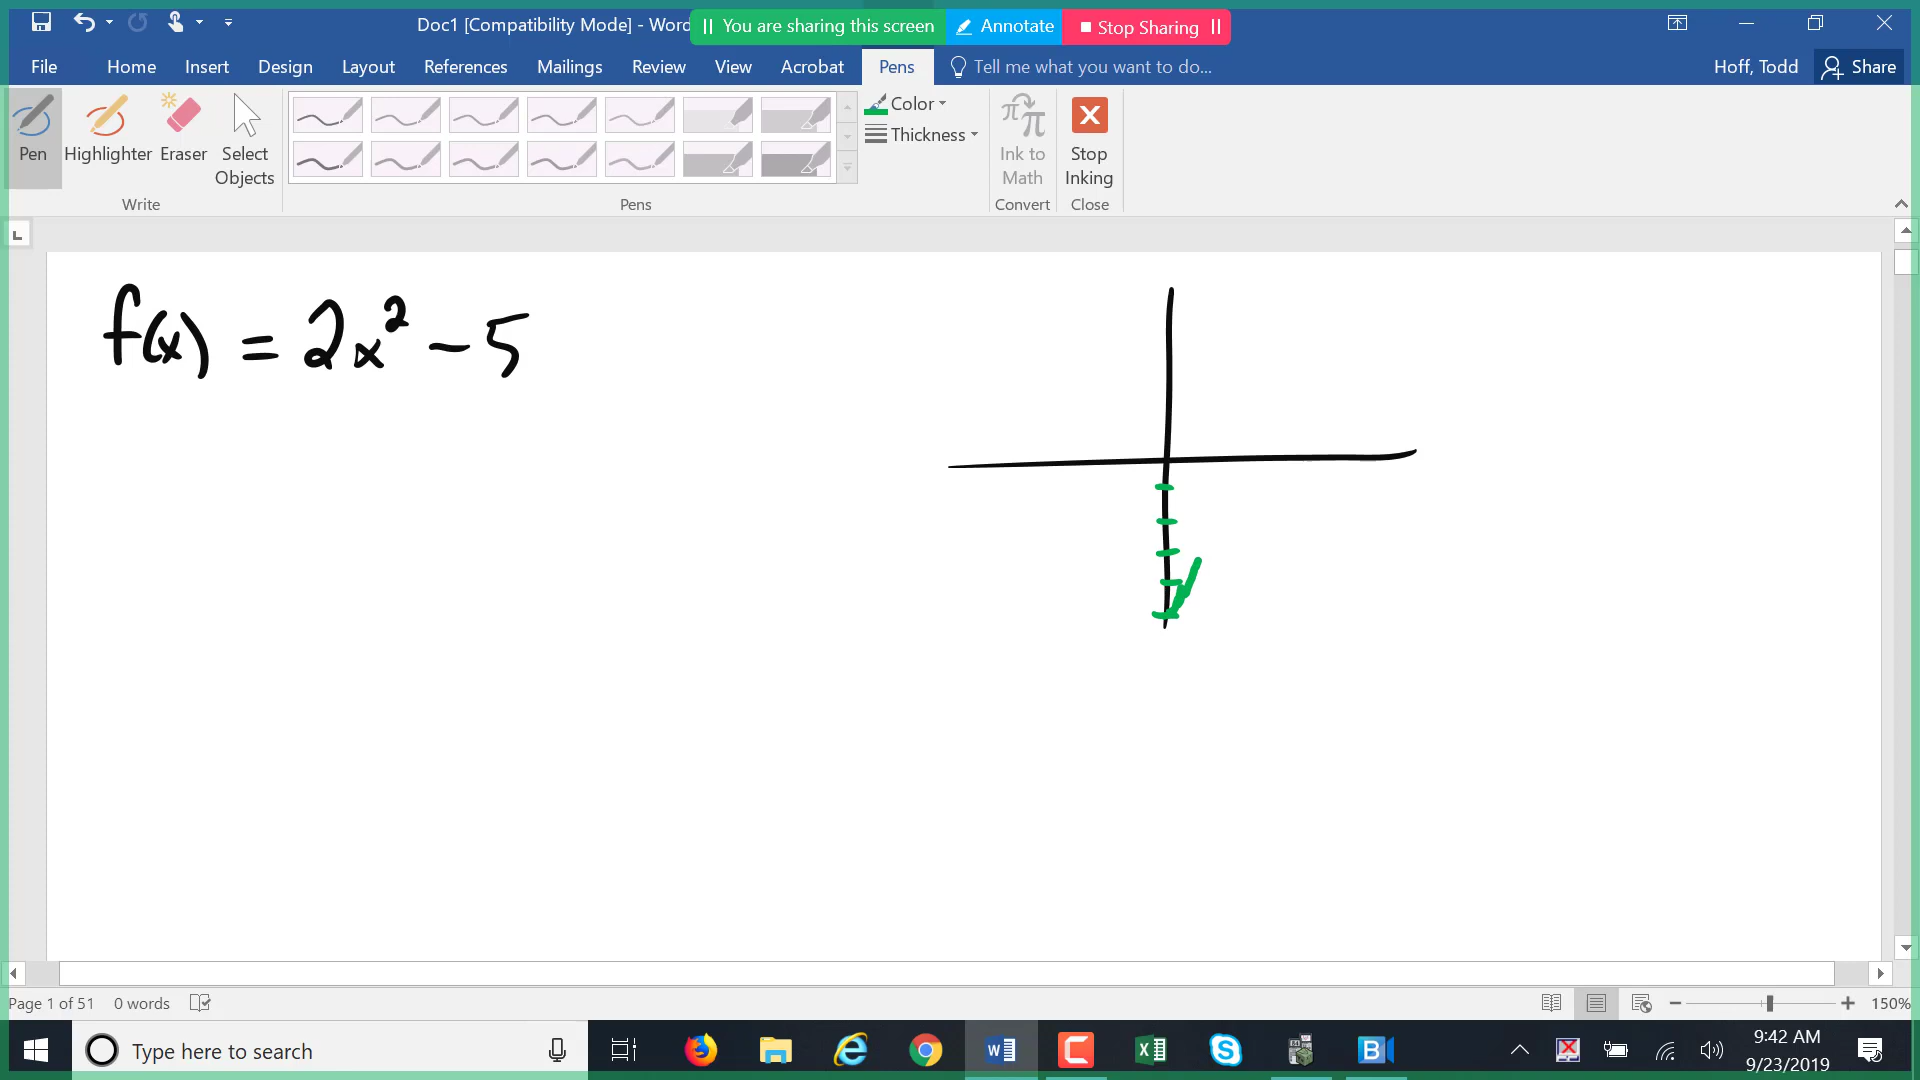 Doc1 [Compatibility Mode] - Word
You are sharing this screen
Annotate
Stop Sharing
File Home Insert Design Layout References Mailings Review View Acrobat Pens Tell me what you want to do... Hoff, Todd Share
Pen Highlighter Eraser Select Objects
Color
Thickness
Ink to Math
Stop Inking
Write Pens Convert Close
f(x) = 2x² - 5
Page 1 of 51 0 words 150%
Type here to search
9:42 AM
9/23/2019